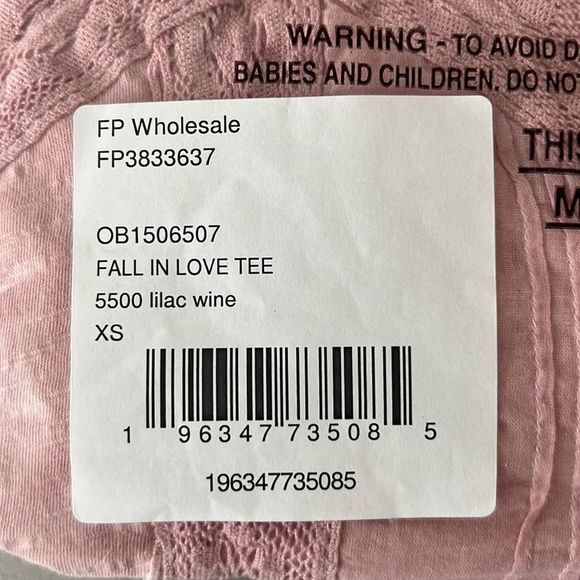 WARNING - TO AVOID
BABIES AND CHILDREN. DO NO
THIS
FP Wholesale
FP3833637
OB1506507
FALL IN LOVE TEE
5500 lilac wine
XS
1 96347 73508 5
196347735085